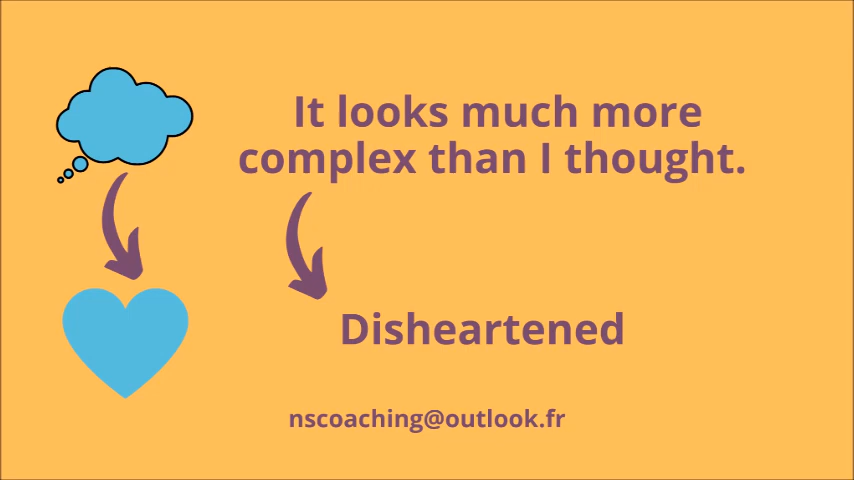 It looks much more
complex than I thought.
Disheartened
nscoaching@outlook.fr